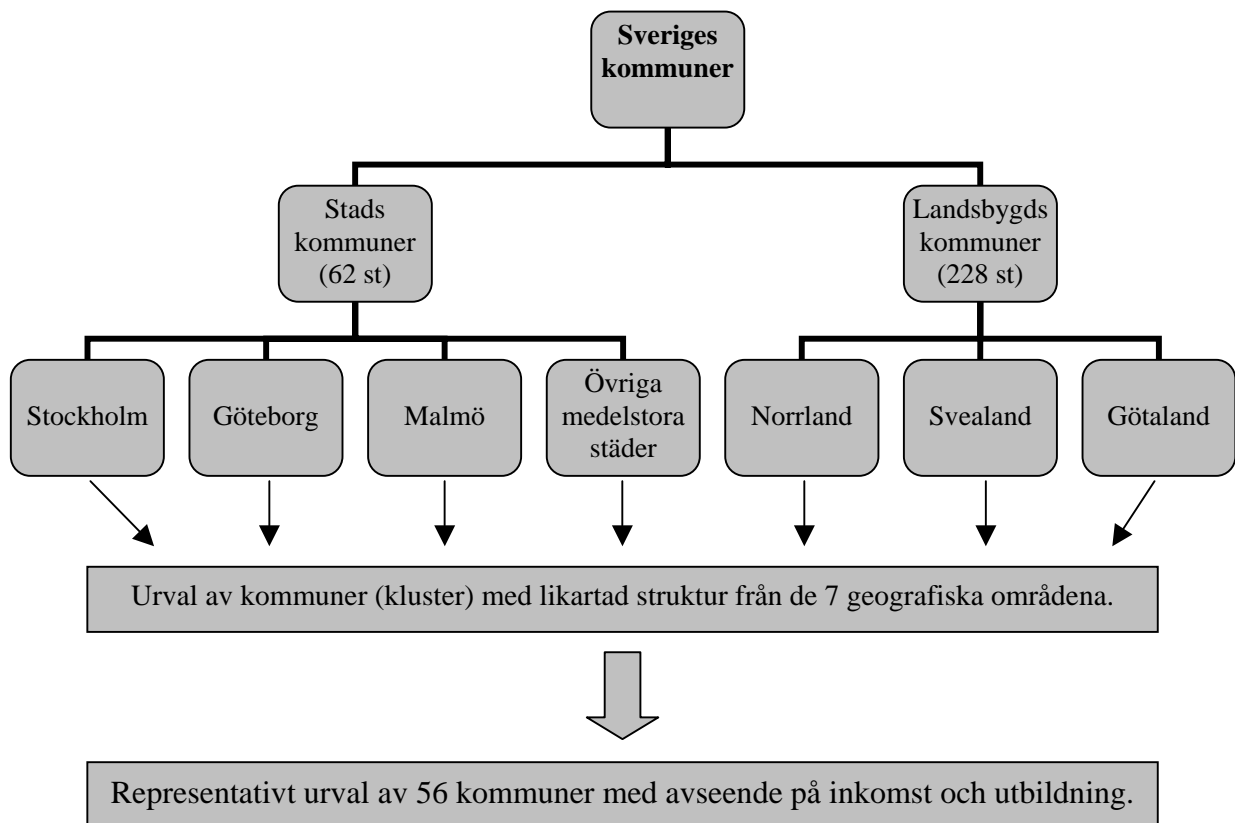 Sveriges
kommuner
Stads
kommuner
(62 st)
Landsbygds
kommuner
(228 st)
Stockholm
Göteborg
Malmö
Övriga
medelstora
städer
Norrland
Svealand
Götaland
Urval av kommuner (kluster) med likartad struktur från de 7 geografiska områdena.
Representativt urval av 56 kommuner med avseende på inkomst och utbildning.